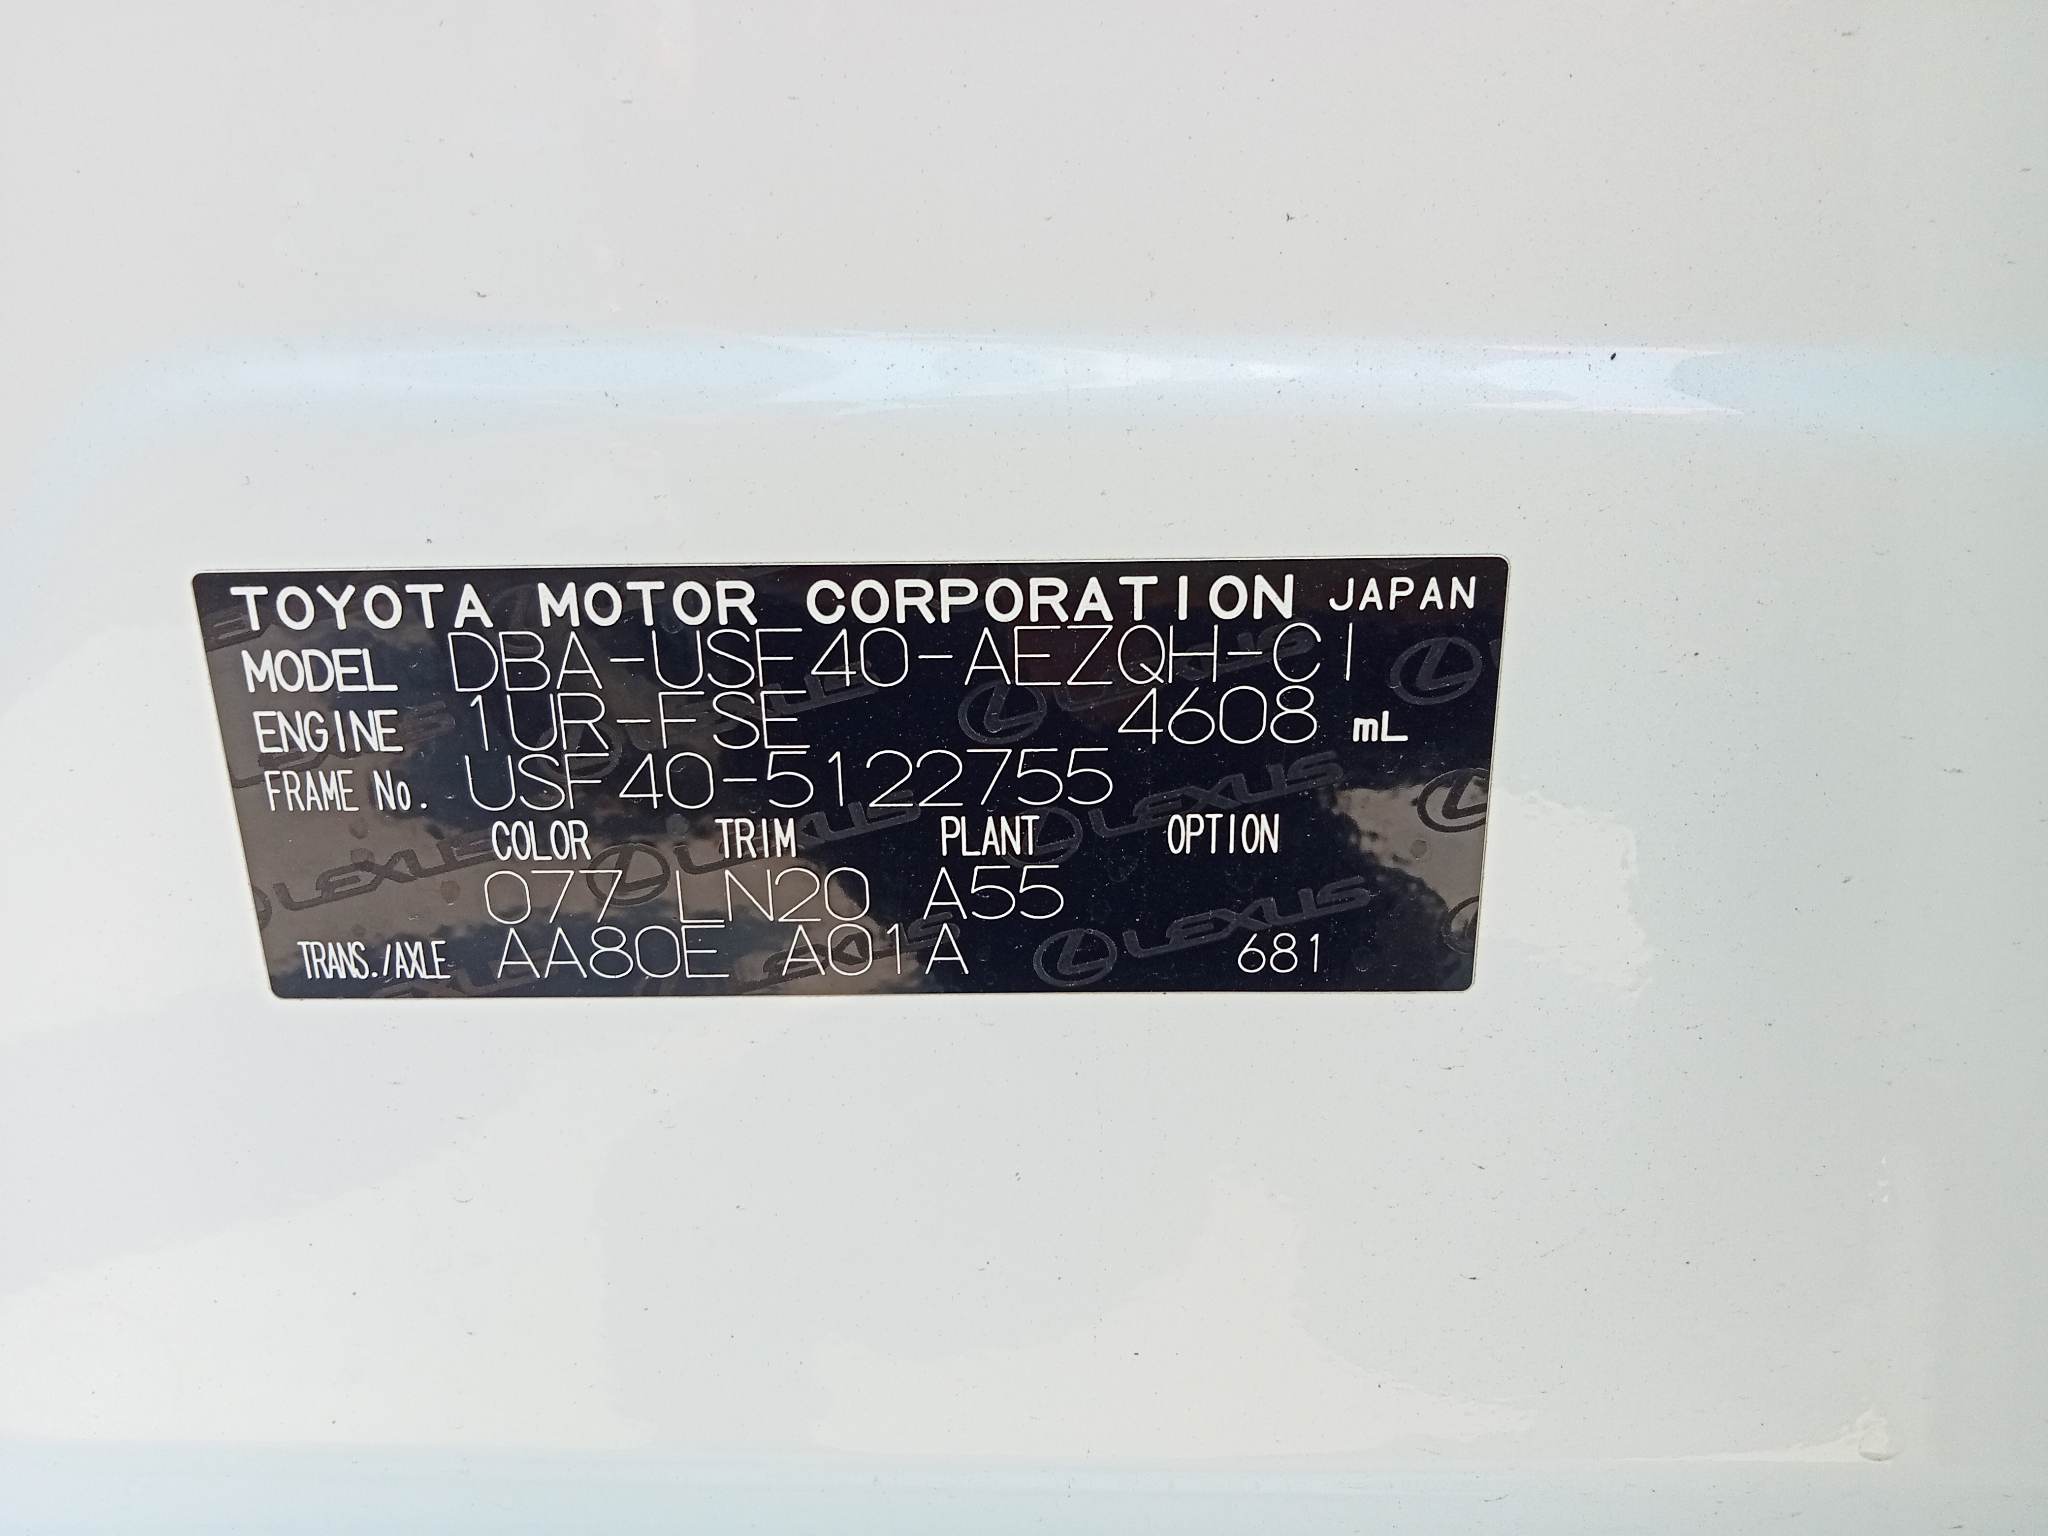 TOYOTA MOTOR CORPORATION JAPAN
MODEL DBA-USF40-AEZQH-CI
ENGINE 1UR-FSE 4608 mL
FRAME No. USF40-5122755
COLOR TRIM PLANT OPTION
077 LN20 A55
TRANS./AXLE AA80E A01A 681